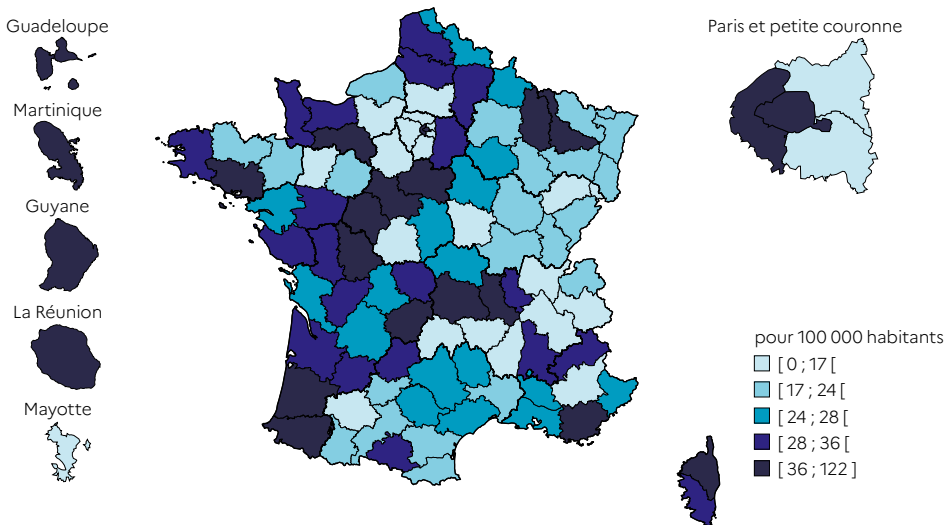 Guadeloupe
Martinique
Guyane
La Réunion
Mayotte
Paris et petite couronne
pour 100 000 habitants
[ 0 ; 17 [
[ 17 ; 24 [
[ 24 ; 28 [
[ 28 ; 36 [
[ 36 ; 122 ]